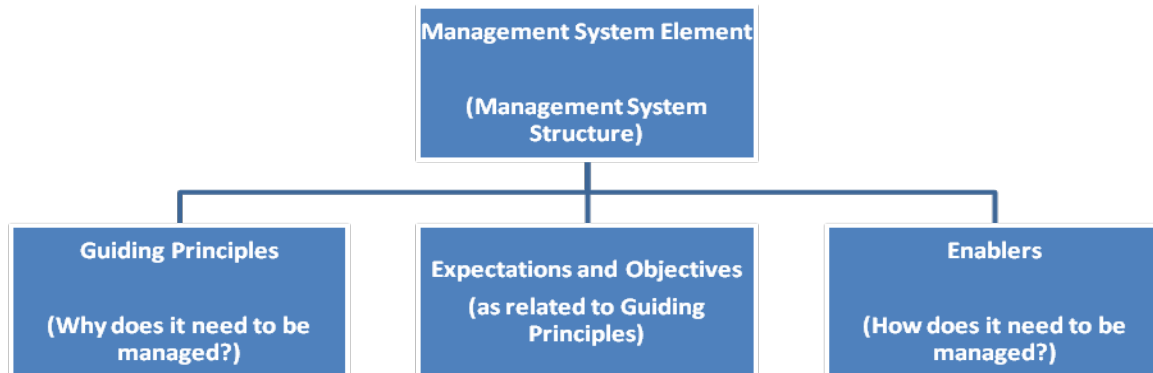 Management System Element
(Management System
Structure)
Guiding Principles
(Why does it need to be
managed?)
Expectations and Objectives
(as related to Guiding
Principles)
Enablers
(How does it need to be
managed?)